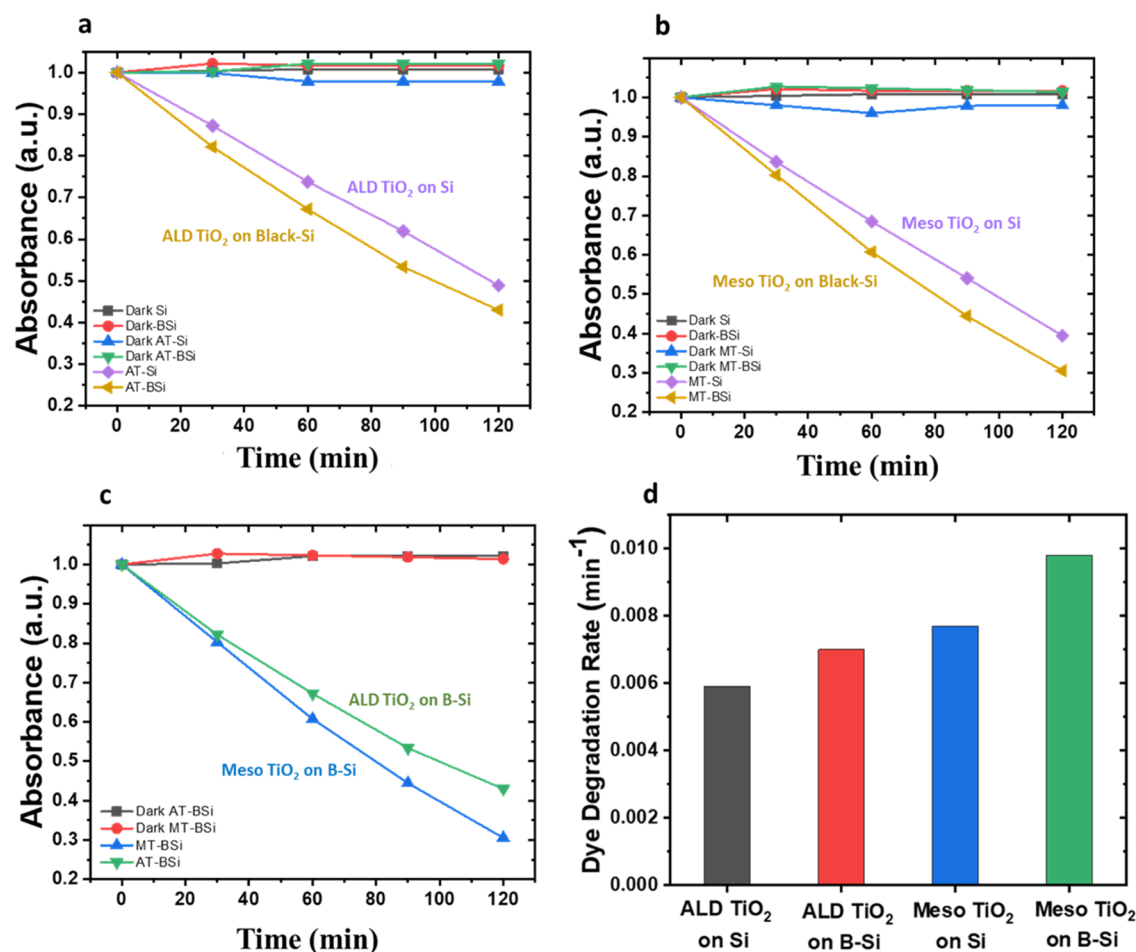 a
Absorbance (a.u.)
1.0
0.9
0.8
0.7
0.6
0.5
0.4
0.3
0.2
ALD TiO₂ on Si
ALD TiO₂ on Black-Si
Dark Si
Dark-BSi
Dark AT-Si
Dark AT-BSi
AT-Si
AT-BSi
0 20 40 60 80 100 120
Time (min)
b
Absorbance (a.u.)
1.0
0.9
0.8
0.7
0.6
0.5
0.4
0.3
0.2
Meso TiO₂ on Si
Meso TiO₂ on Black-Si
Dark Si
Dark-BSi
Dark MT-Si
Dark MT-BSi
MT-Si
MT-BSi
0 20 40 60 80 100 120
Time (min)
c
Absorbance (a.u.)
1.0
0.9
0.8
0.7
0.6
0.5
0.4
0.3
0.2
ALD TiO₂ on B-Si
Meso TiO₂ on B-Si
Dark AT-BSi
Dark MT-BSi
MT-BSi
AT-BSi
0 20 40 60 80 100 120
Time (min)
d
Dye Degradation Rate (min⁻¹)
0.010
0.008
0.006
0.004
0.002
0.000
ALD TiO₂ ALD TiO₂ Meso TiO₂ Meso TiO₂
on Si on B-Si on Si on B-Si